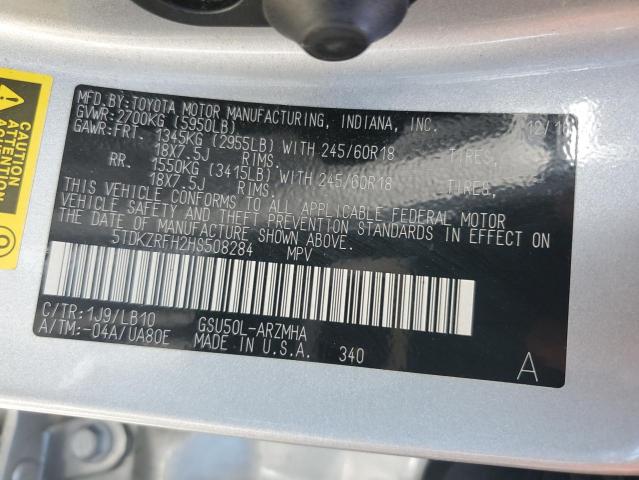 CAUTION
ATTENTION
MFD.BY:TOYOTA MOTOR MANUFACTURING, INDIANA, INC.
12/16
GVWR:2700KG (5950LB)
GAWR:FRT. 1345KG (2955LB) WITH 245/60R18 TIRES,
18X7.5J RIMS,
RR. 1550KG (3415LB) WITH 245/60R18 TIRES,
18X7.5J RIMS,
THIS VEHICLE CONFORMS TO ALL APPLICABLE FEDERAL MOTOR
VEHICLE SAFETY AND THEFT PREVENTION STANDARDS IN EFFECT ON
THE DATE OF MANUFACTURE SHOWN ABOVE.
5TDKZRFH2HS508284 MPV
C/TR:1J9/LB10 GSU50L-ARZMHA
A/TM:-04A/UA80E MADE IN U.S.A. 340 A